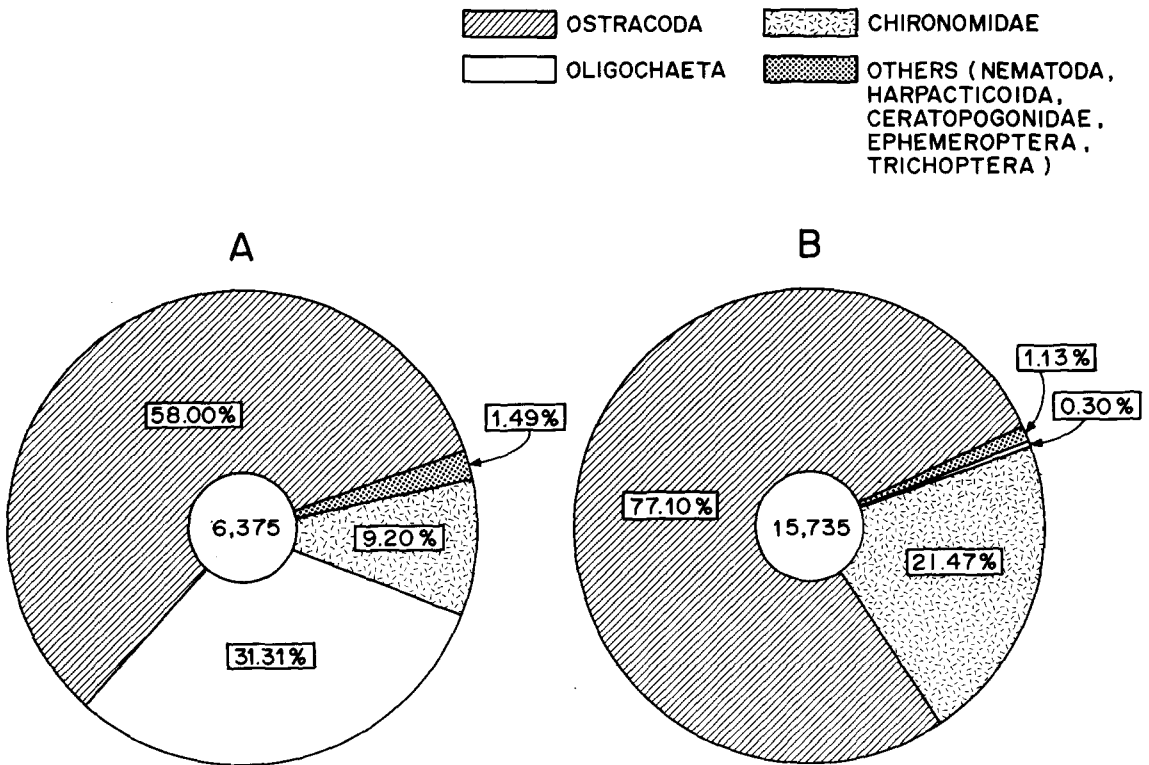 OSTRACODA
CHIRONOMIDAE
OLIGOCHAETA
OTHERS (NEMATODA,
HARPACTICOIDA,
CERATOPOGONIDAE,
EPHEMEROPTERA,
TRICHOPTERA)
A
B
58.00%
1.49%
6,375
9.20%
31.31%
1.13%
0.30%
77.10%
15,735
21.47%